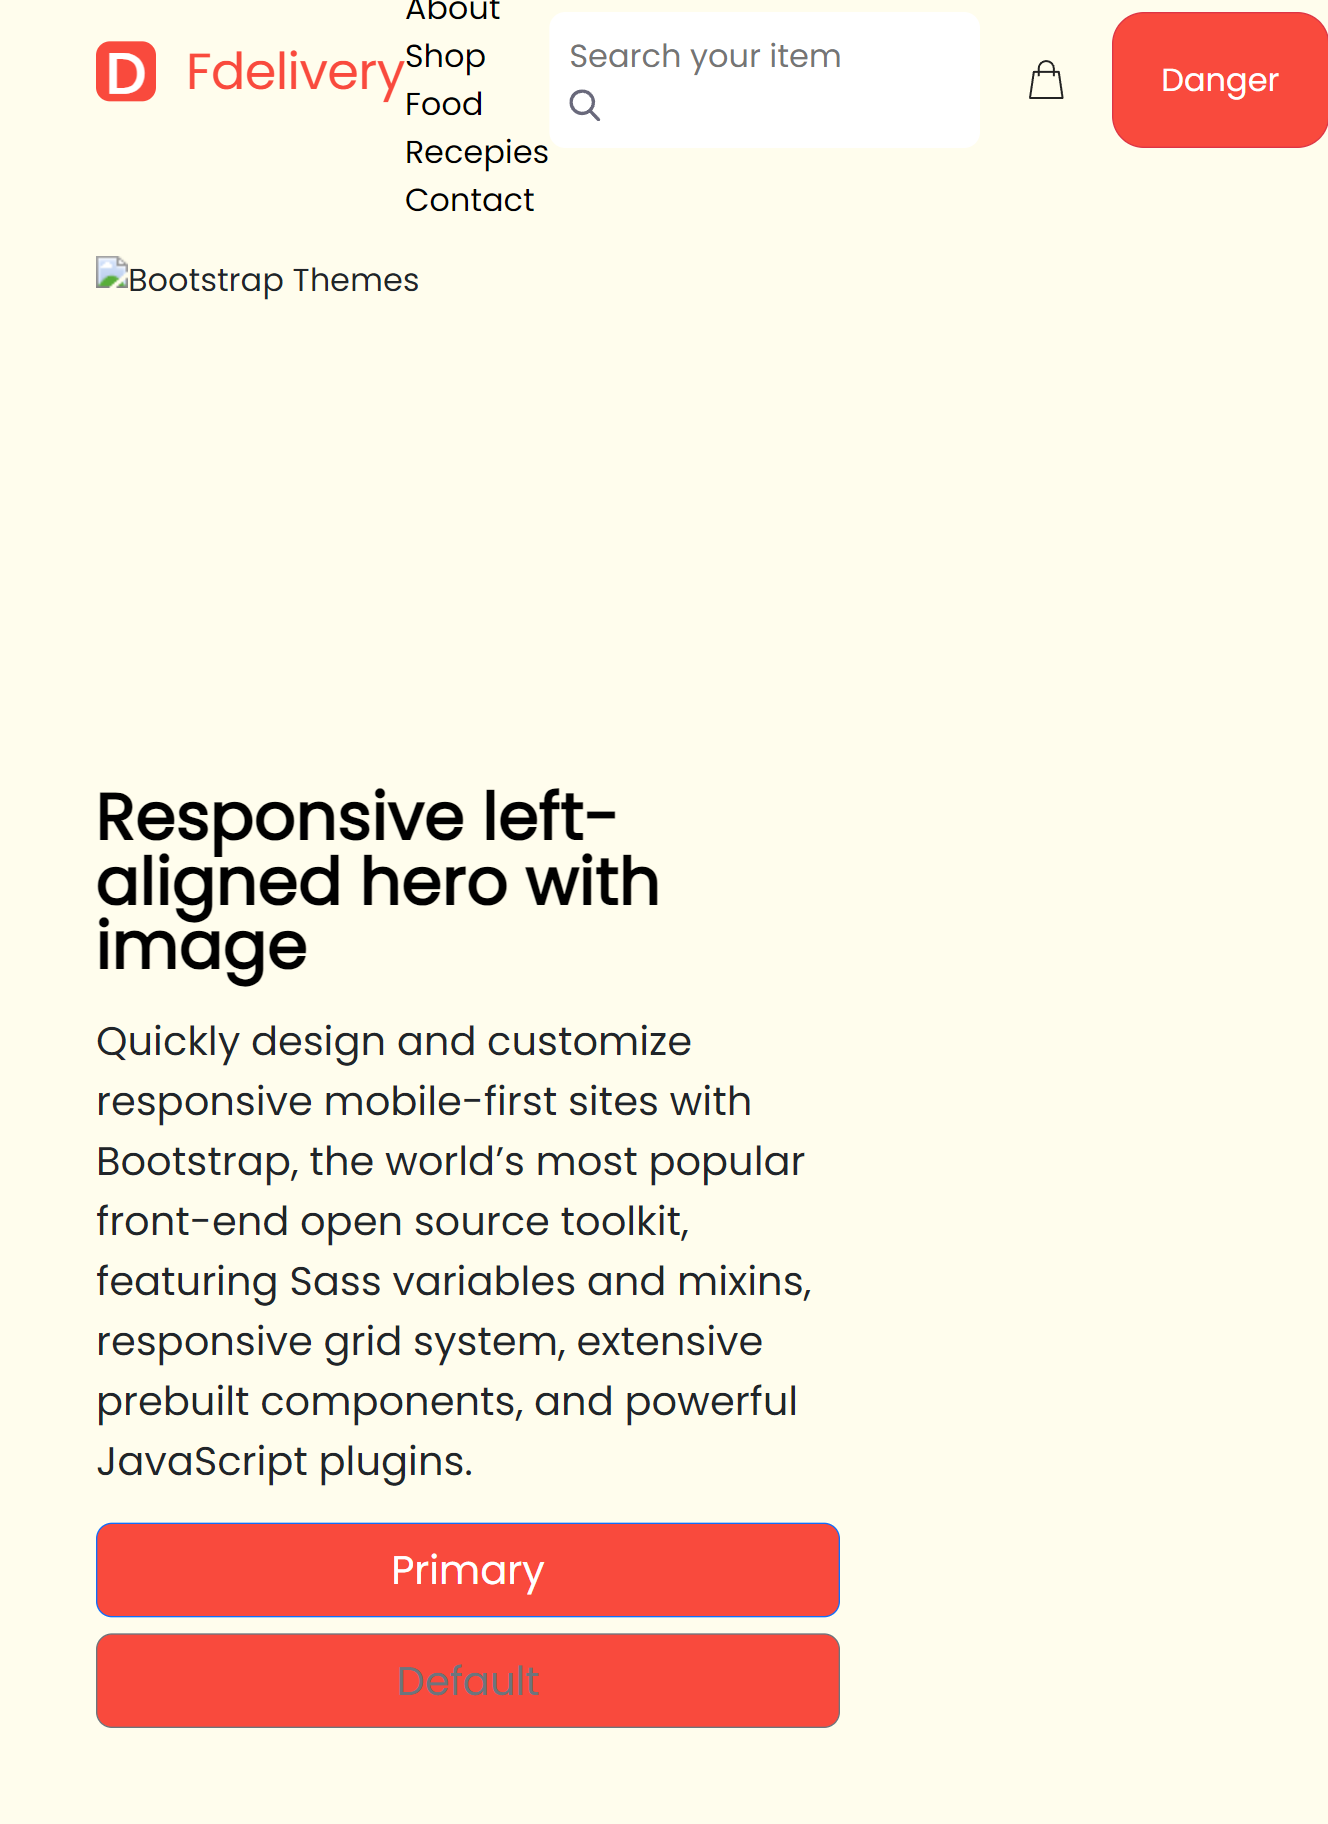 D Fdelivery
About
Shop
Food
Recepies
Contact
Search your item
Danger
Bootstrap Themes
Responsive left-
aligned hero with
image
Quickly design and customize
responsive mobile-first sites with
Bootstrap, the world’s most popular
front-end open source toolkit,
featuring Sass variables and mixins,
responsive grid system, extensive
prebuilt components, and powerful
JavaScript plugins.
Primary
Default